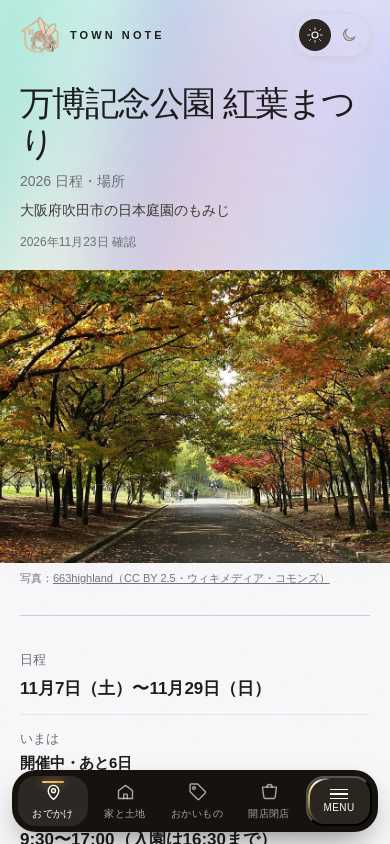 TOWN NOTE
万博記念公園 紅葉まつ
り
2026 日程・場所
大阪府吹田市の日本庭園のもみじ
2026年11月23日 確認
写真：663highland（CC BY 2.5・ウィキメディア・コモンズ）
日程
11月7日（土）〜11月29日（日）
いまは
開催中・あと6日
おでかけ
家と土地
おかいもの
開店閉店
MENU
9:30〜17:00（入園は16:30まで）